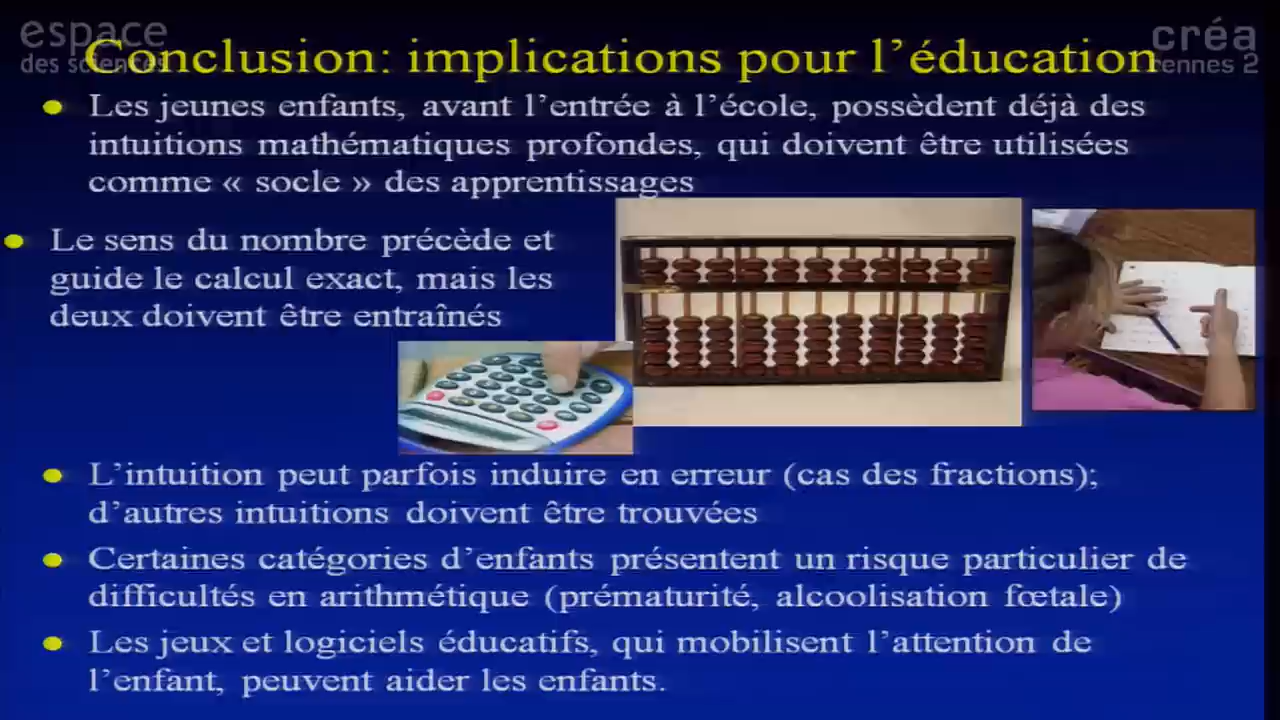 espace
des sciences
créa
rennes 2
Conclusion: implications pour l’éducation
Les jeunes enfants, avant l’entrée à l’école, possèdent déjà des
intuitions mathématiques profondes, qui doivent être utilisées
comme « socle » des apprentissages
Le sens du nombre précède et
guide le calcul exact, mais les
deux doivent être entraînés
L’intuition peut parfois induire en erreur (cas des fractions);
d’autres intuitions doivent être trouvées
Certaines catégories d’enfants présentent un risque particulier de
difficultés en arithmétique (prématurité, alcoolisation fœtale)
Les jeux et logiciels éducatifs, qui mobilisent l’attention de
l’enfant, peuvent aider les enfants.